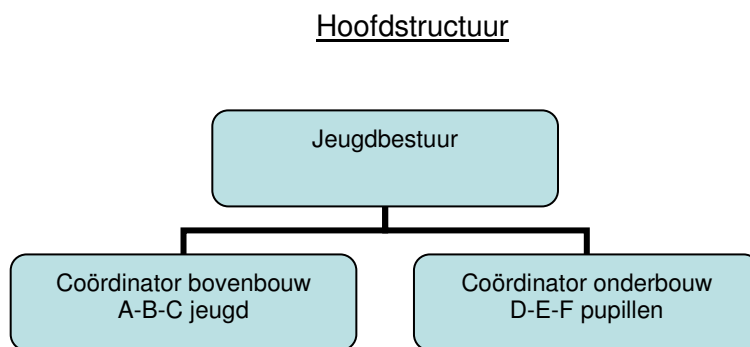 Hoofdstructuur
Jeugdbestuur
Coördinator bovenbouw
A-B-C jeugd
Coördinator onderbouw
D-E-F pupillen